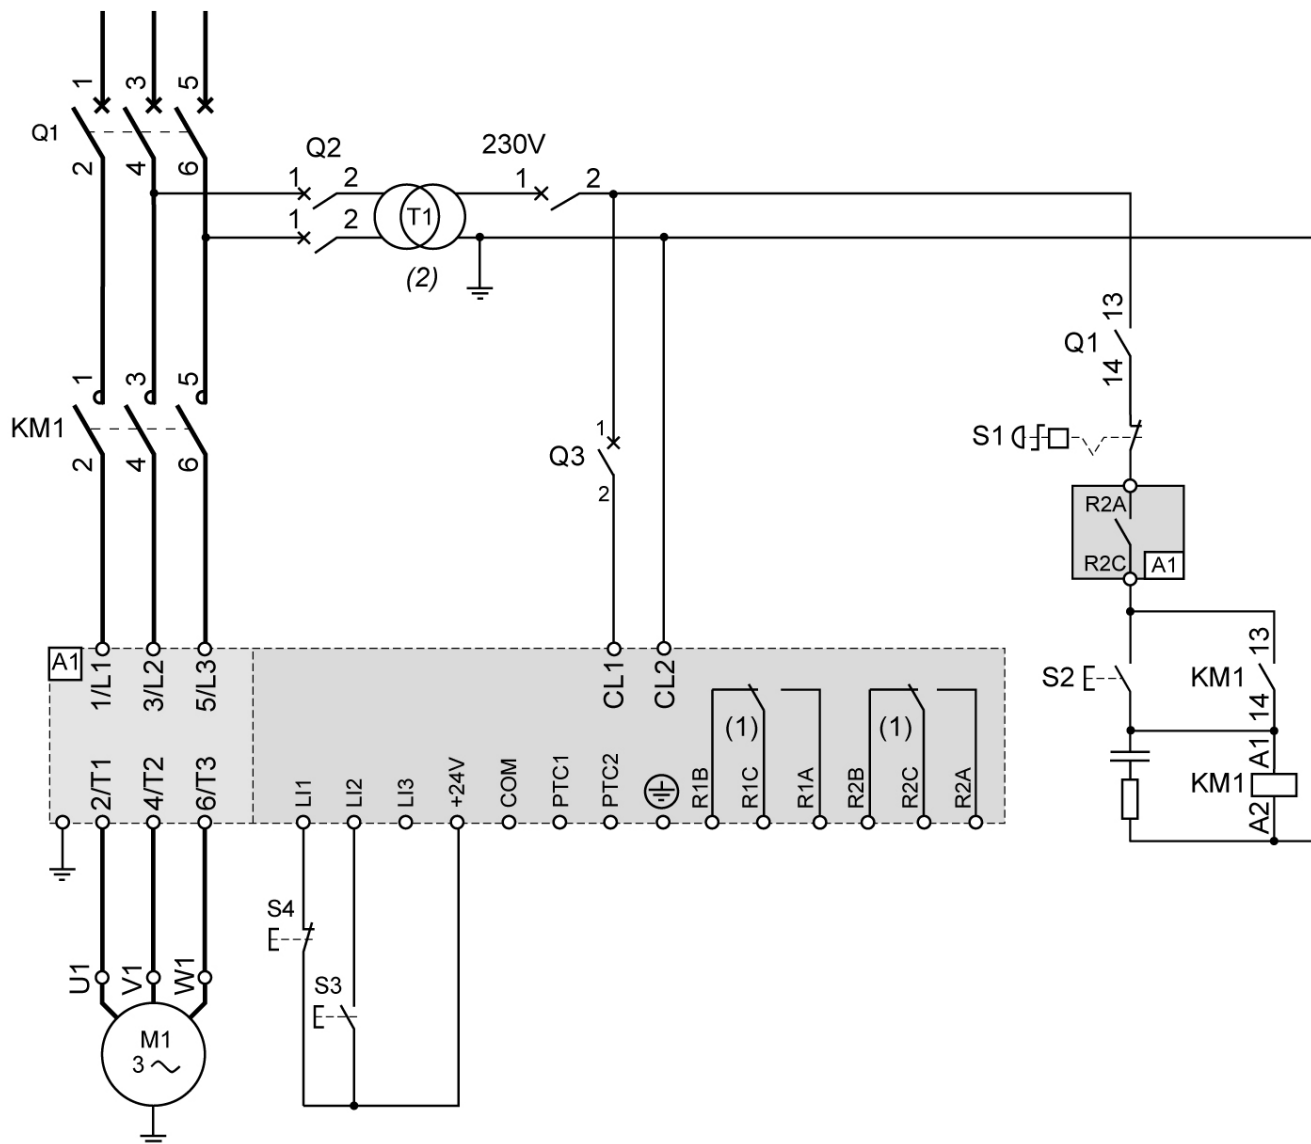 1 3 5
Q1
2 4 6
Q2
1 2
1 2
T1
(2)
230V
1 2
13
Q1
14
1 3 5
KM1
2 4 6
1
Q3
2
S1
R2A
R2C
A1
A1
1/L1 3/L2 5/L3
CL1 CL2
2/T1 4/T2 6/T3
LI1 LI2 LI3 +24V COM PTC1 PTC2
(1)
R1B R1C R1A
(1)
R2B R2C R2A
S2
13
KM1
14
A1
KM1
A2
S4
S3
U1 V1 W1
M1
3